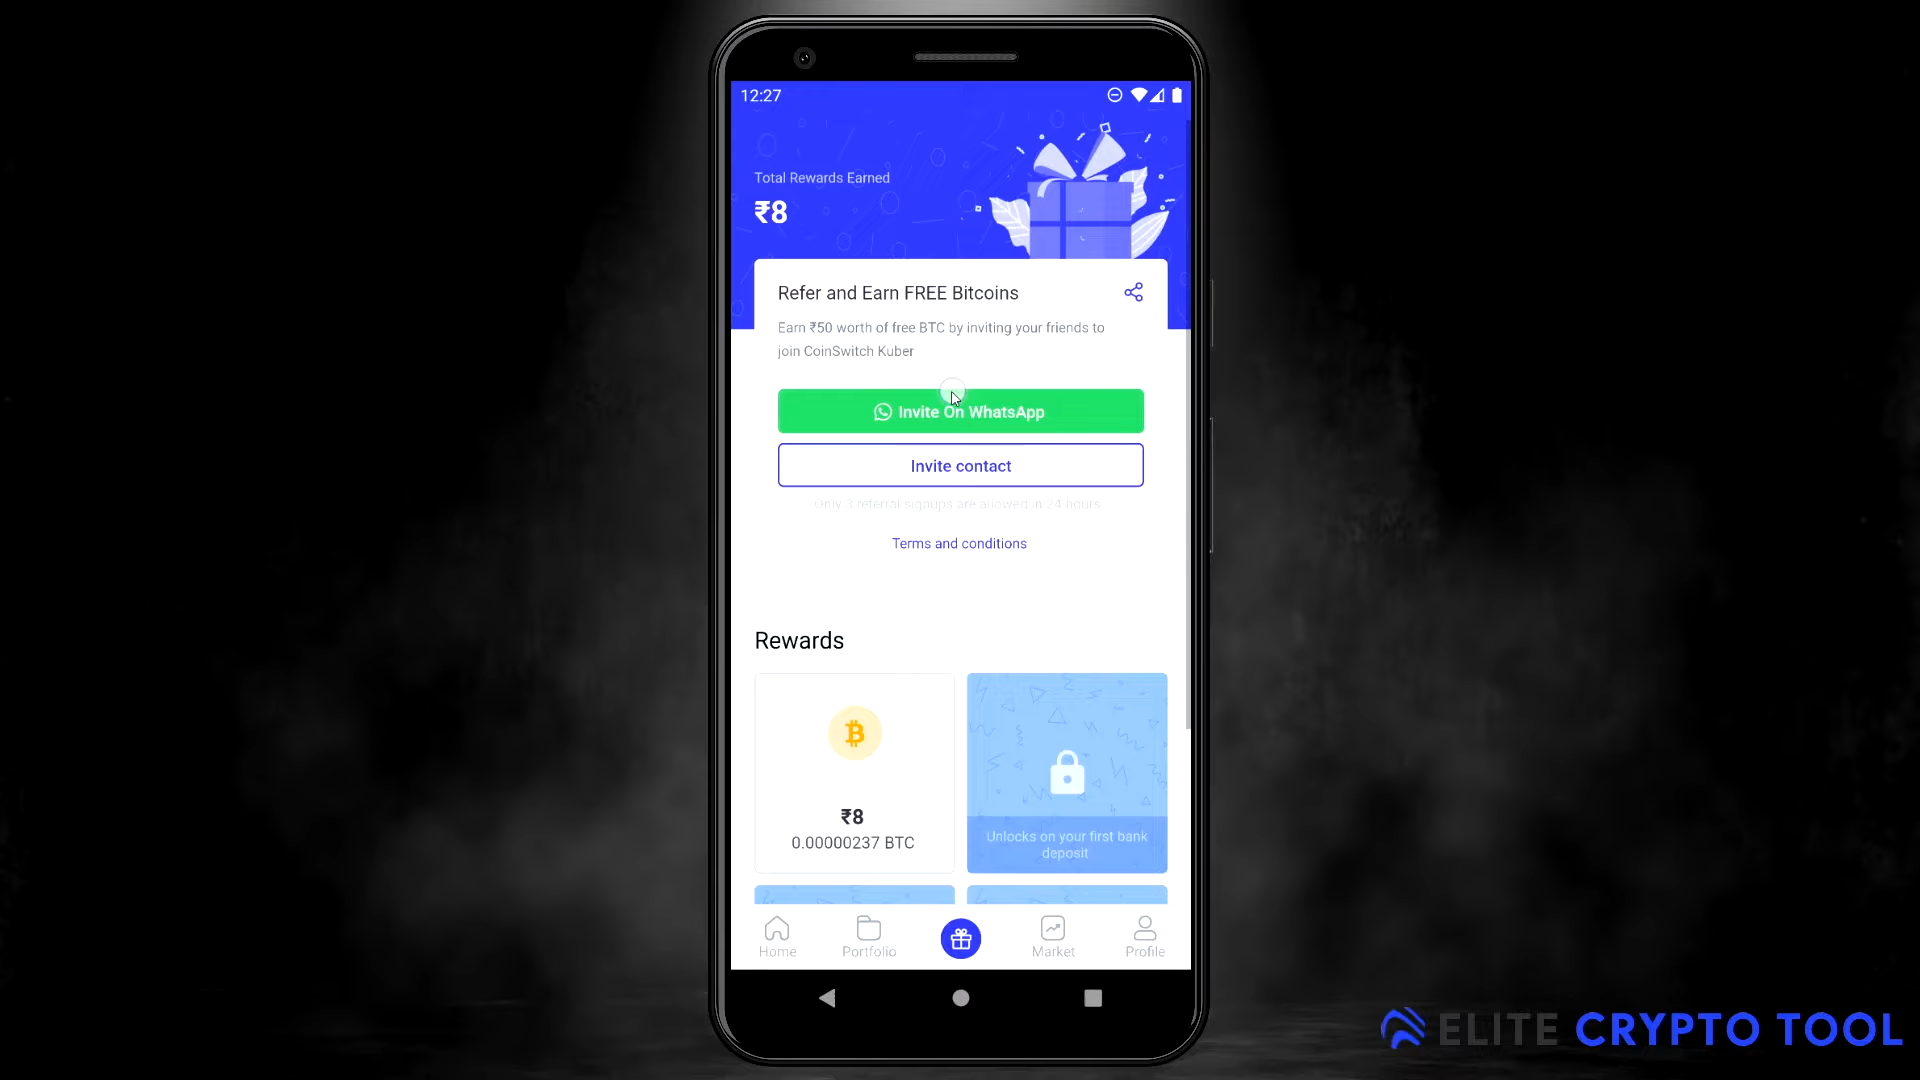 12:27
Total Rewards Earned
₹8
Refer and Earn FREE Bitcoins
Earn ₹50 worth of free BTC by inviting your friends to
join CoinSwitch Kuber
Invite On WhatsApp
Invite contact
Only 3 referral signups are allowed in 24 hours
Terms and conditions
Rewards
₹8
0.00000237 BTC
Unlocks on your first bank
deposit
Home
Portfolio
Market
Profile
ELITE CRYPTO TOOL